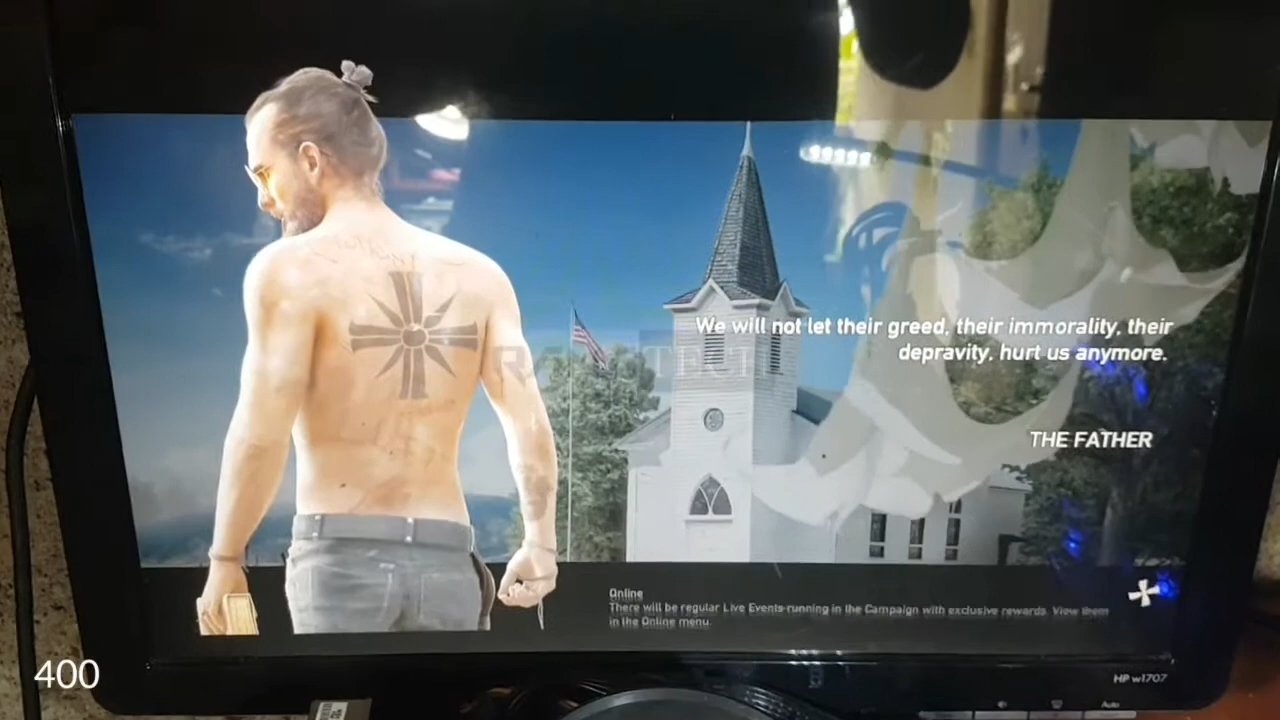 We will not let their greed, their immorality, their
depravity, hurt us anymore.
THE FATHER
Online
There will be regular Live Events running in the Campaign with exclusive rewards. View them
in the Online menu.
400
HP w1707
Auto